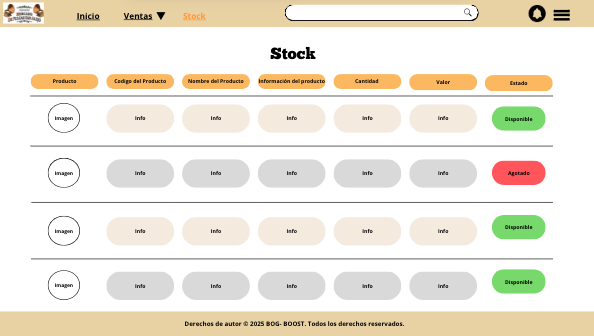 Inicio Ventas Stock
Stock
Producto Codigo del Producto Nombre del Producto Información del producto Cantidad Valor Estado
Imagen Info Info Info Info Info Disponible
Imagen Info Info Info Info Info Agotado
Imagen Info Info Info Info Info Disponible
Imagen Info Info Info Info Info Disponible
Derechos de autor © 2025 BOG- BOOST. Todos los derechos reservados.